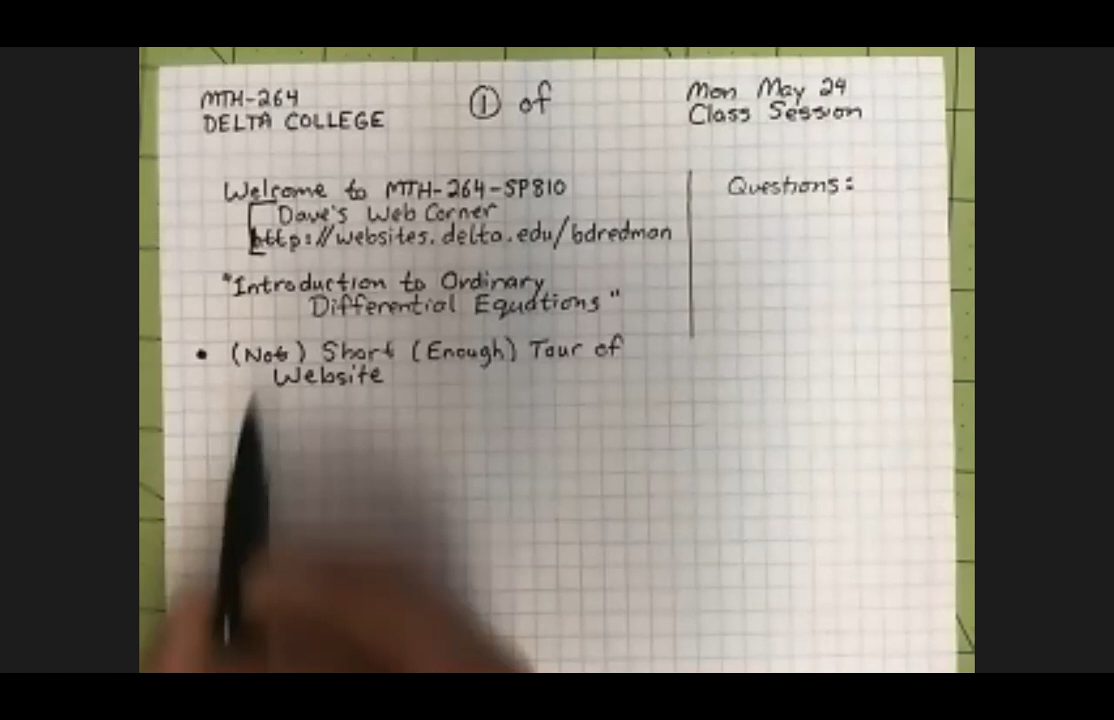 MTH-264
DELTA COLLEGE
① of
Mon May 24
Class Session
Welcome to MTH-264-SP810
Dave's Web Corner
http://websites.delta.edu/bdredman
"Introduction to Ordinary
Differential Equations"
• (Not) Short (Enough) Tour of
Website
Questions: